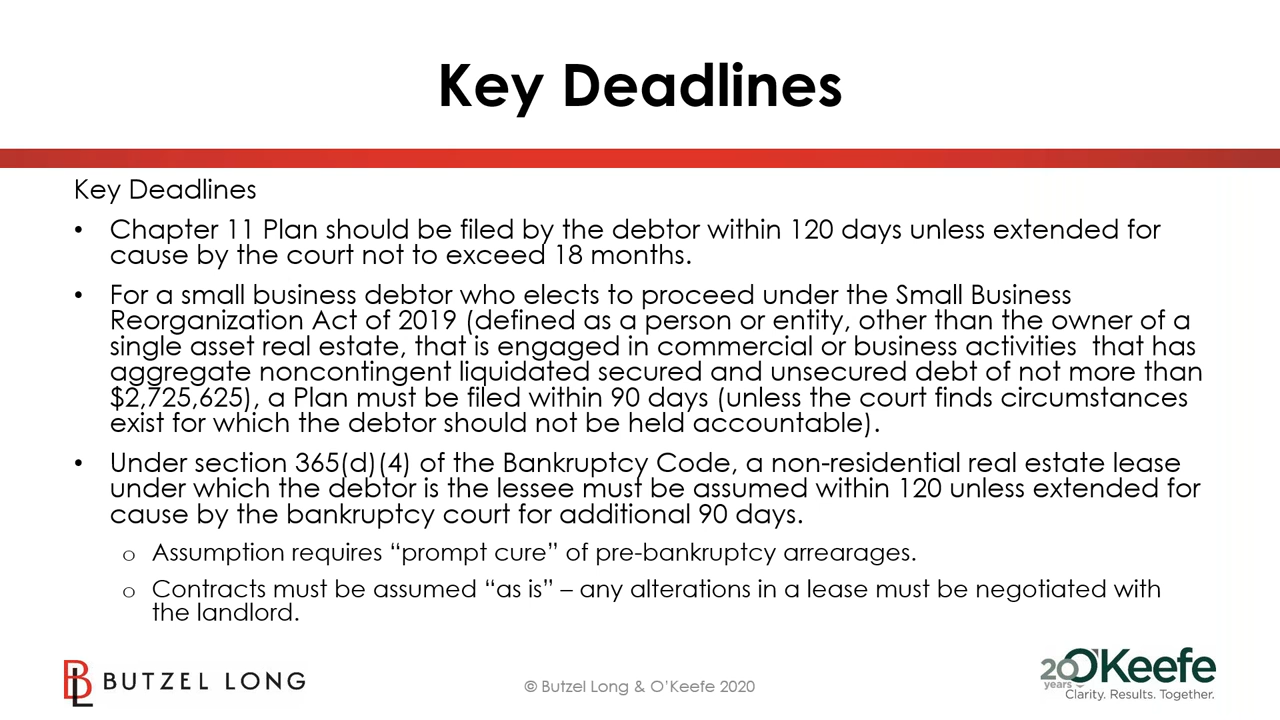 Key Deadlines
Key Deadlines
• Chapter 11 Plan should be filed by the debtor within 120 days unless extended for
cause by the court not to exceed 18 months.
• For a small business debtor who elects to proceed under the Small Business
Reorganization Act of 2019 (defined as a person or entity, other than the owner of a
single asset real estate, that is engaged in commercial or business activities  that has
aggregate noncontingent liquidated secured and unsecured debt of not more than
$2,725,625), a Plan must be filed within 90 days (unless the court finds circumstances
exist for which the debtor should not be held accountable).
• Under section 365(d)(4) of the Bankruptcy Code, a non-residential real estate lease
under which the debtor is the lessee must be assumed within 120 unless extended for
cause by the bankruptcy court for additional 90 days.
o Assumption requires “prompt cure” of pre-bankruptcy arrearages.
o Contracts must be assumed “as is” – any alterations in a lease must be negotiated with
the landlord.
BL BUTZEL LONG
© Butzel Long & O’Keefe 2020
20 years O’Keefe
Clarity. Results. Together.